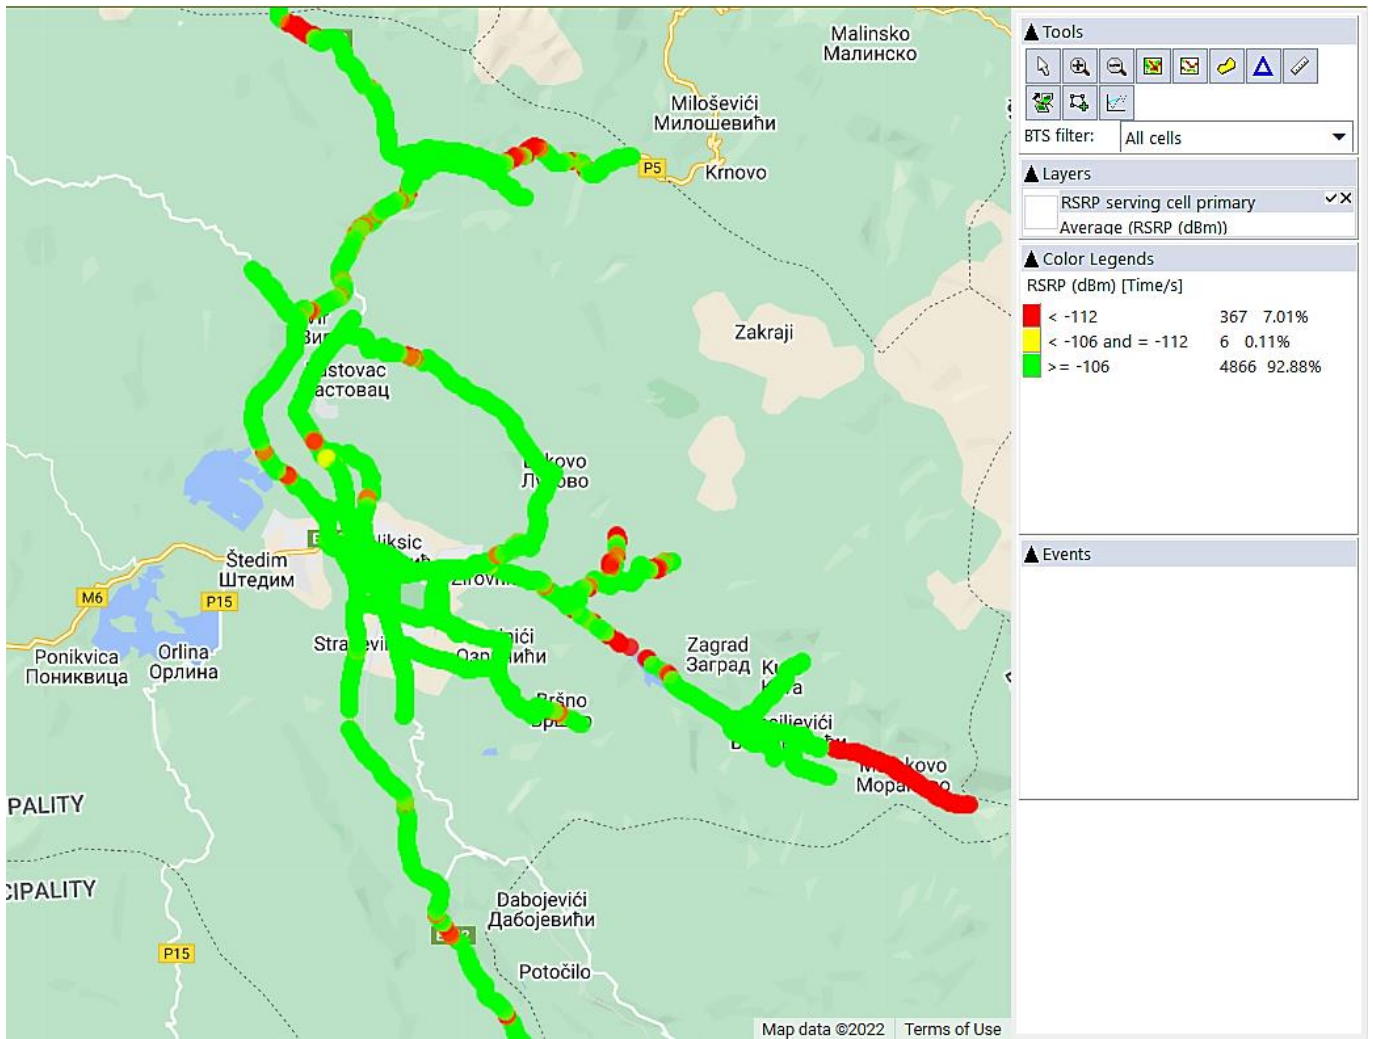 Malinsko
Малинско
Miloševići
Милошевићи
P5
Krnovo
Zakraji
Štedim
Штедим
M6
P15
Ponikvica
Пониквица
Orlina
Орлина
Zagrad
Заград
PALITY
CIPALITY
Dabojevići
Дабојевићи
P15
Potočilo
Map data ©2022
Terms of Use
Tools
BTS filter:
All cells
Layers
RSRP serving cell primary
Average (RSRP (dBm))
Color Legends
RSRP (dBm) [Time/s]
< -112 367 7.01%
< -106 and = -112 6 0.11%
>= -106 4866 92.88%
Events